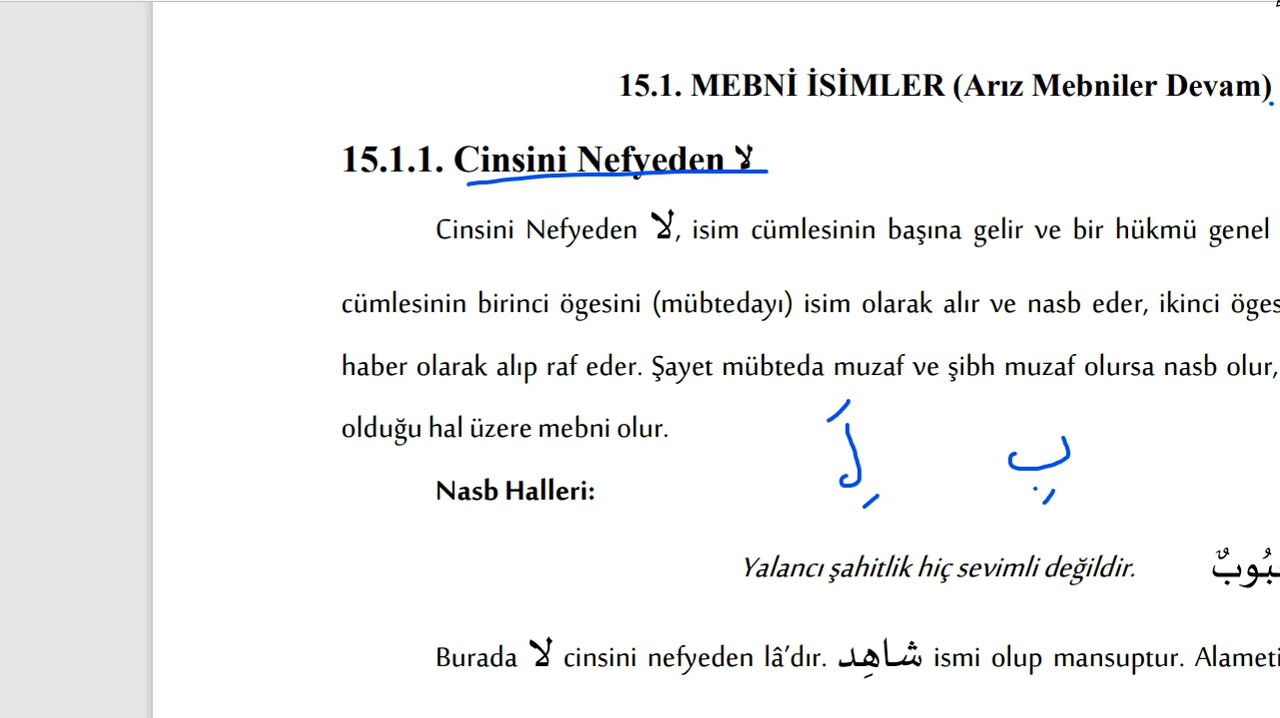 15.1. MEBNİ İSİMLER (Arız Mebniler Devam)
15.1.1. Cinsini Nefyeden لا
Cinsini Nefyeden لا, isim cümlesinin başına gelir ve bir hükmü genel
cümlesinin birinci ögesini (mübtedayı) isim olarak alır ve nasb eder, ikinci öges
haber olarak alıp raf eder. Şayet mübteda muzaf ve şibh muzaf olursa nasb olur,
olduğu hal üzere mebni olur.
لَِ بِ
Nasb Halleri:
Yalancı şahitlik hiç sevimli değildir. بُوبٌ
Burada لا cinsini nefyeden lâ’dır. شاهِد ismi olup mansuptur. Alameti